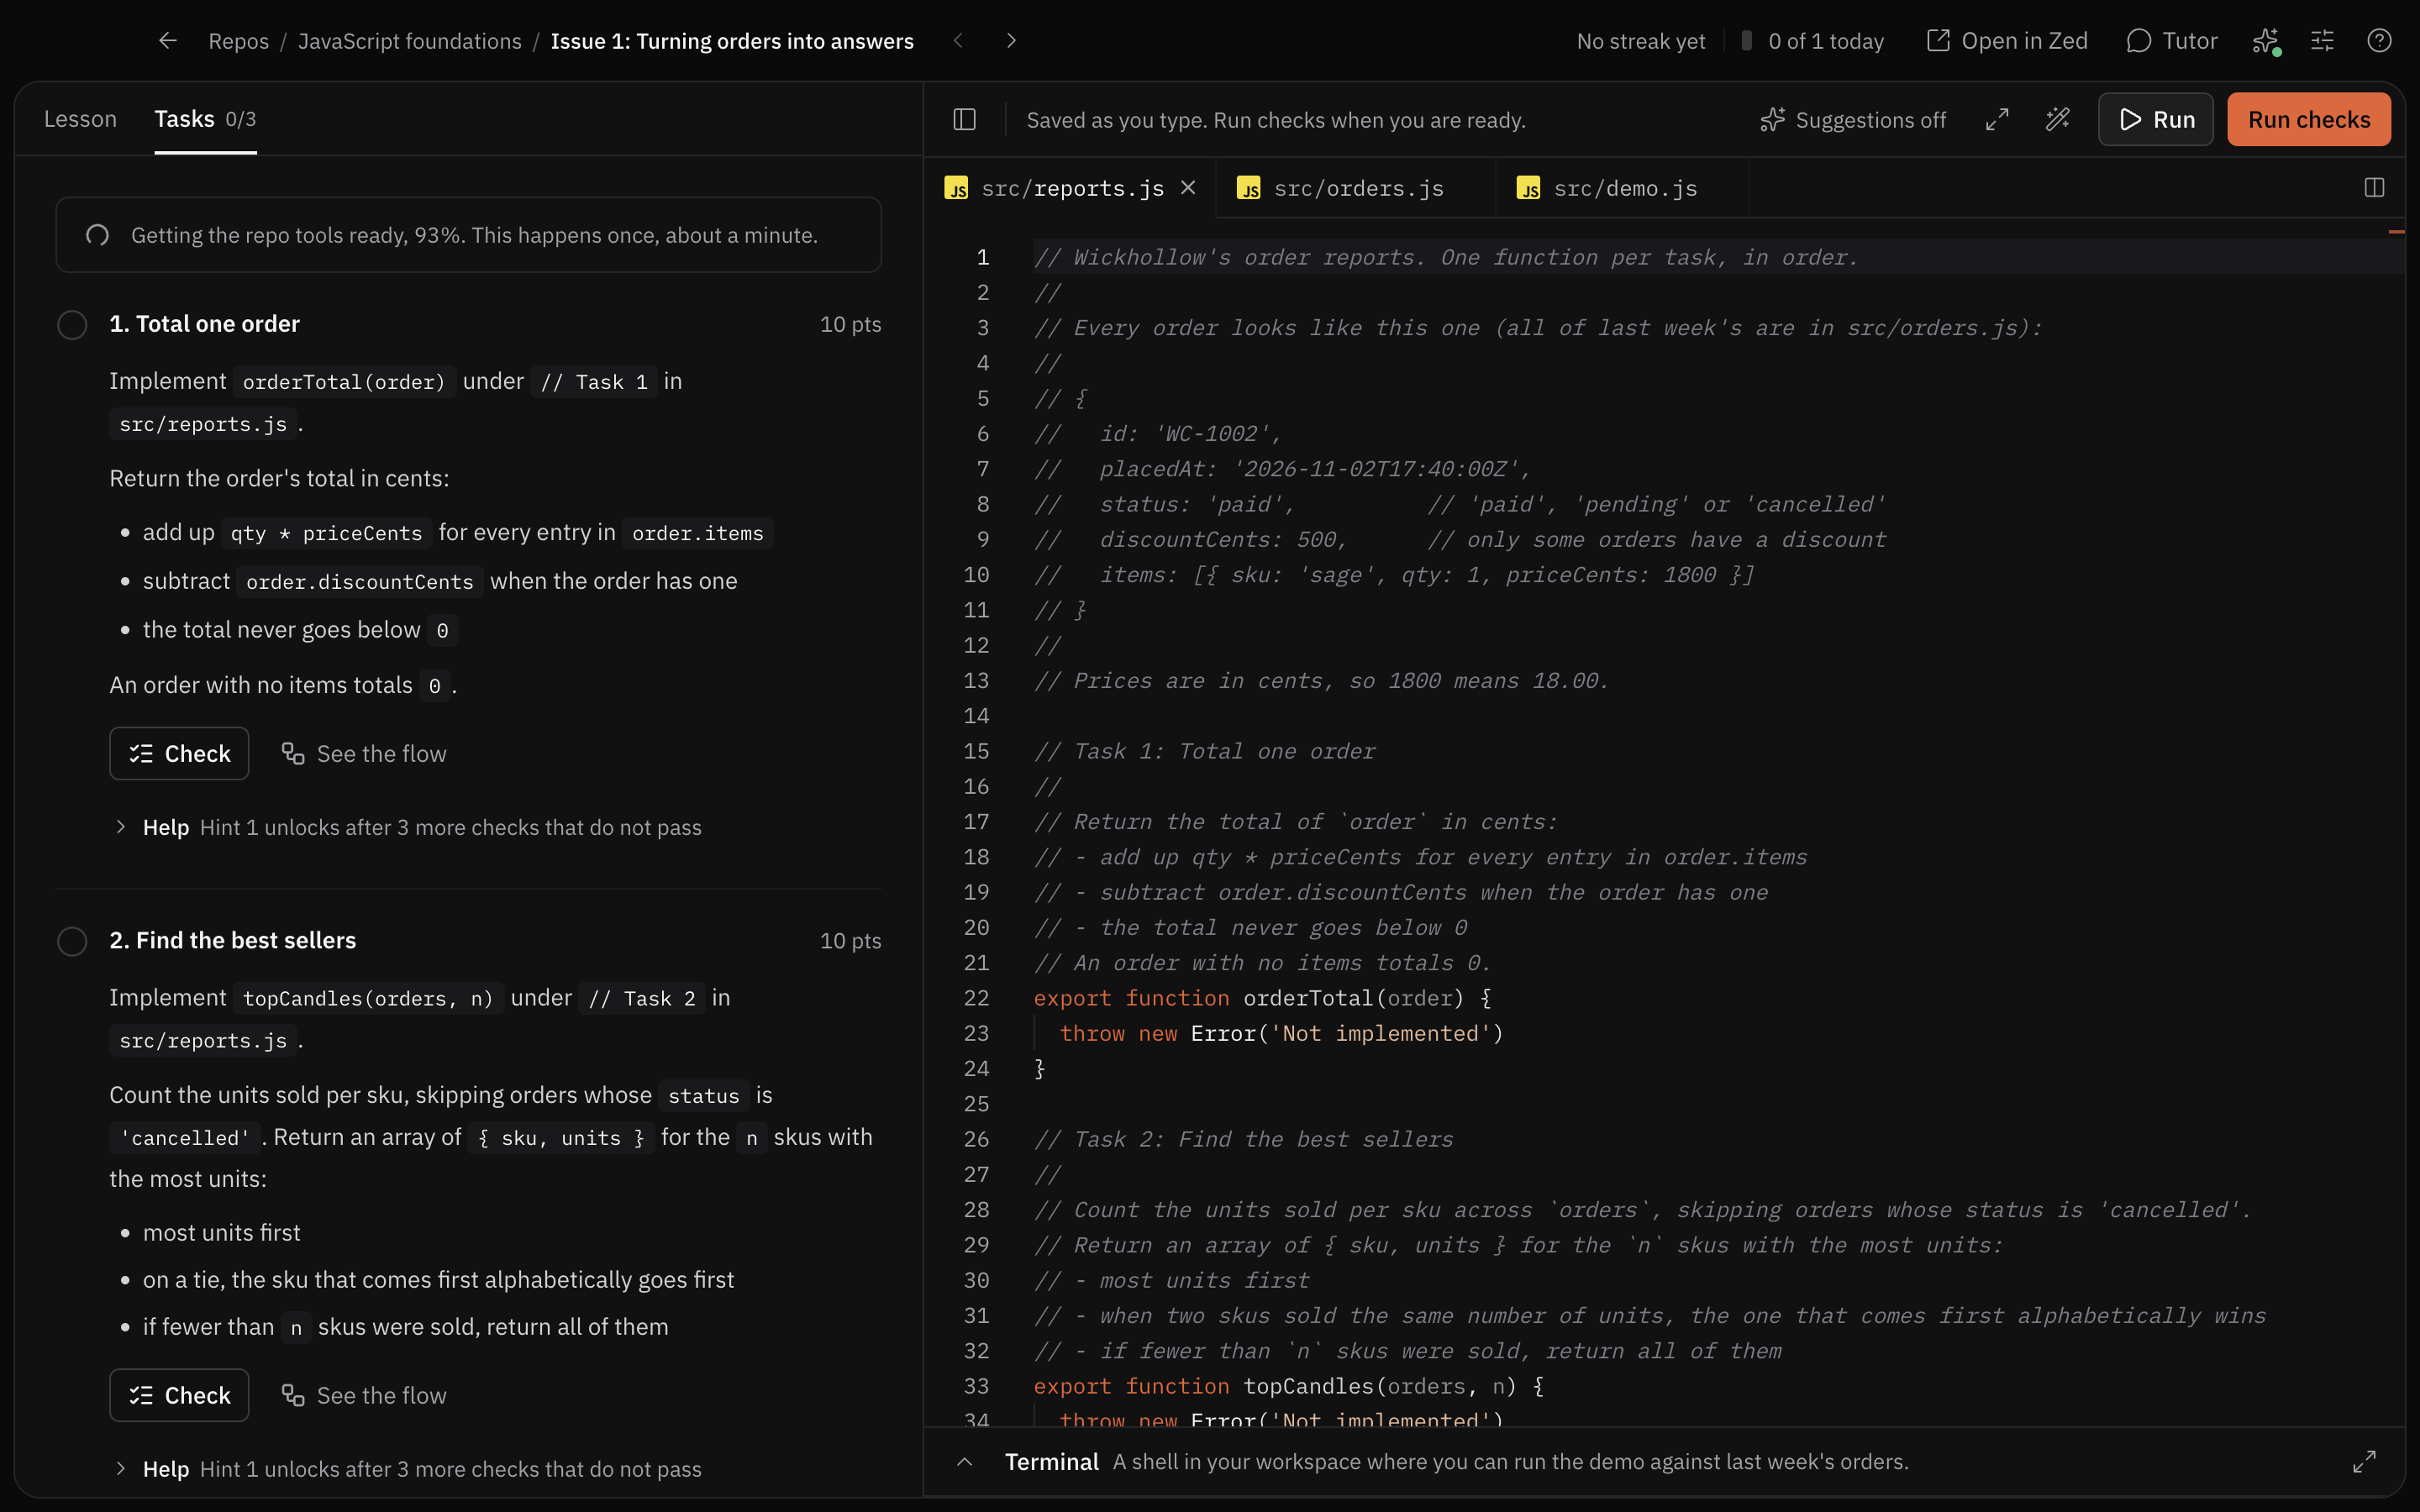 Repos / JavaScript foundations / Issue 1: Turning orders into answers
No streak yet
0 of 1 today
Open in Zed
Tutor
Lesson
Tasks 0/3
Getting the repo tools ready, 93%. This happens once, about a minute.
1. Total one order
10 pts
Implement orderTotal(order) under // Task 1 in
src/reports.js.
Return the order's total in cents:
• add up qty * priceCents for every entry in order.items
• subtract order.discountCents when the order has one
• the total never goes below 0
An order with no items totals 0.
Check
See the flow
Help Hint 1 unlocks after 3 more checks that do not pass
2. Find the best sellers
10 pts
Implement topCandles(orders, n) under // Task 2 in
src/reports.js.
Count the units sold per sku, skipping orders whose status is
'cancelled'. Return an array of { sku, units } for the n skus with
the most units:
• most units first
• on a tie, the sku that comes first alphabetically goes first
• if fewer than n skus were sold, return all of them
Check
See the flow
Help Hint 1 unlocks after 3 more checks that do not pass
Saved as you type. Run checks when you are ready.
Suggestions off
Run
Run checks
JS src/reports.js
JS src/orders.js
JS src/demo.js
1 // Wickhollow's order reports. One function per task, in order.
2 //
3 // Every order looks like this one (all of last week's are in src/orders.js):
4 //
5 // {
6 //   id: 'WC-1002',
7 //   placedAt: '2026-11-02T17:40:00Z',
8 //   status: 'paid',          // 'paid', 'pending' or 'cancelled'
9 //   discountCents: 500,      // only some orders have a discount
10 //   items: [{ sku: 'sage', qty: 1, priceCents: 1800 }]
11 // }
12 //
13 // Prices are in cents, so 1800 means 18.00.
14
15 // Task 1: Total one order
16 //
17 // Return the total of `order` in cents:
18 // - add up qty * priceCents for every entry in order.items
19 // - subtract order.discountCents when the order has one
20 // - the total never goes below 0
21 // An order with no items totals 0.
22 export function orderTotal(order) {
23   throw new Error('Not implemented')
24 }
25
26 // Task 2: Find the best sellers
27 //
28 // Count the units sold per sku across `orders`, skipping orders whose status is 'cancelled'.
29 // Return an array of { sku, units } for the `n` skus with the most units:
30 // - most units first
31 // - when two skus sold the same number of units, the one that comes first alphabetically wins
32 // - if fewer than `n` skus were sold, return all of them
33 export function topCandles(orders, n) {
34   throw new Error('Not implemented')
Terminal A shell in your workspace where you can run the demo against last week's orders.